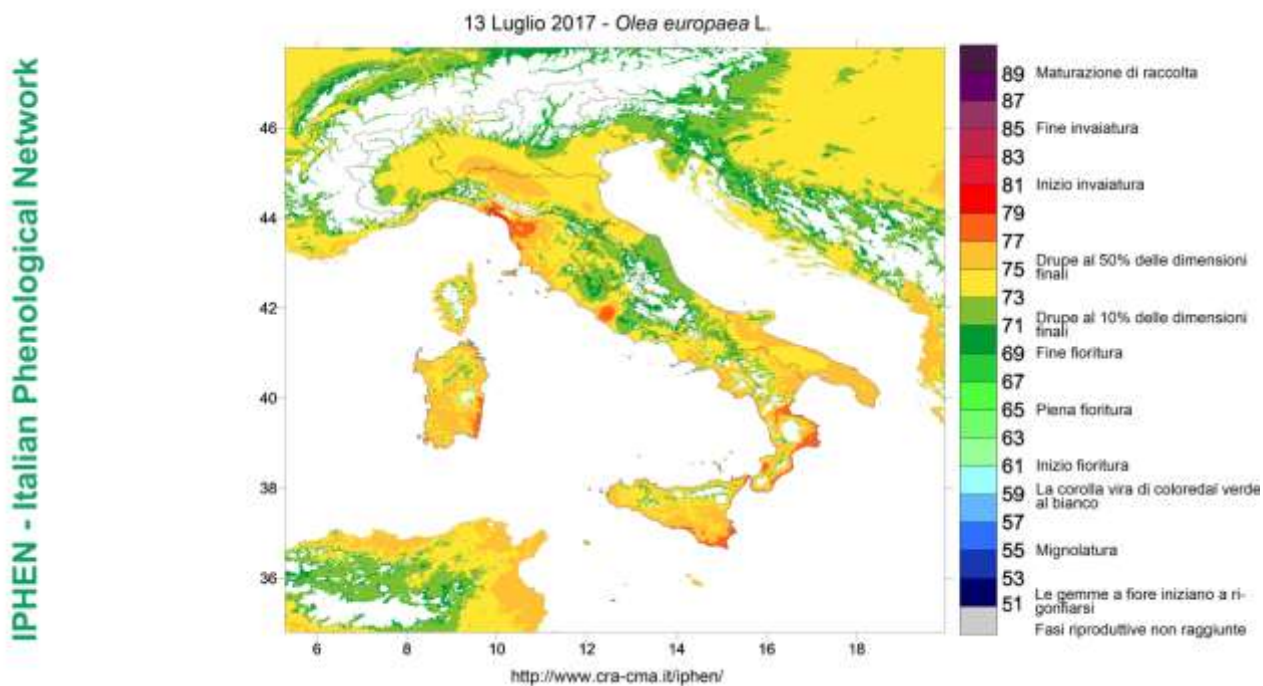 IPHEN - Italian Phenological Network
13 Luglio 2017 - Olea europaea L.
46
44
42
40
38
36
6
8
10
12
14
16
18
http://www.cra-cma.it/iphen/
89 Maturazione di raccolta
87
85 Fine invaiatura
83
81 Inizio invaiatura
79
77
75 Drupe al 50% delle dimensioni
finali
73
71 Drupe al 10% delle dimensioni
finali
69 Fine fioritura
67
65 Piena fioritura
63
61 Inizio fioritura
59 La corolla vira di coloredal verde
al bianco
57
55 Mignolatura
53
51 Le gemme a fiore iniziano a ri-
gonfiarsi
Fasi riproduttive non raggiunte